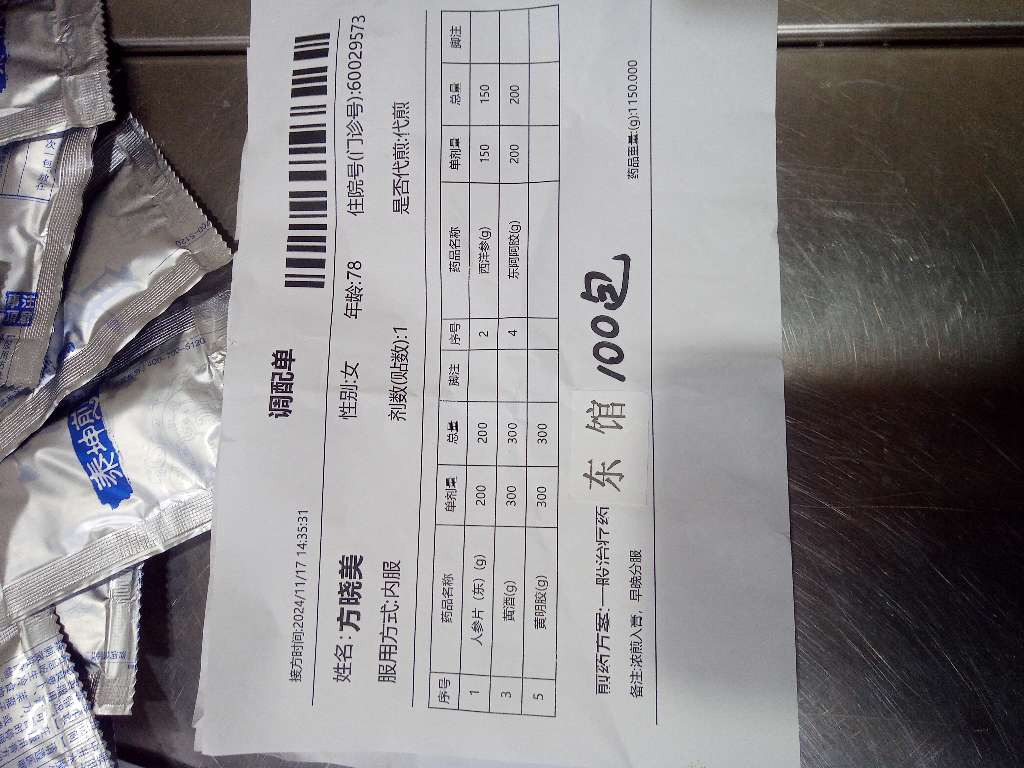 调配单
接方时间:2024/11/17 14:35:31
姓名: 方晓美 性别:女 年龄:78 住院号(门诊号):60029573
服用方式:内服 剂数(贴数):1 是否代煎:代煎
序号 药品名称 单剂量 总量 脚注 序号 药品名称 单剂量 总量 脚注
1 人参片（东）(g) 200 200 2 西洋参(g) 150 150
3 黄酒(g) 300 300 4 东阿阿胶(g) 200 200
5 黄明胶(g) 300 300
煎药方案:一般治疗药 东 馆 100包
备注:浓煎入膏，早晚分服 药品重量:(g):1150.000
泰坤煎